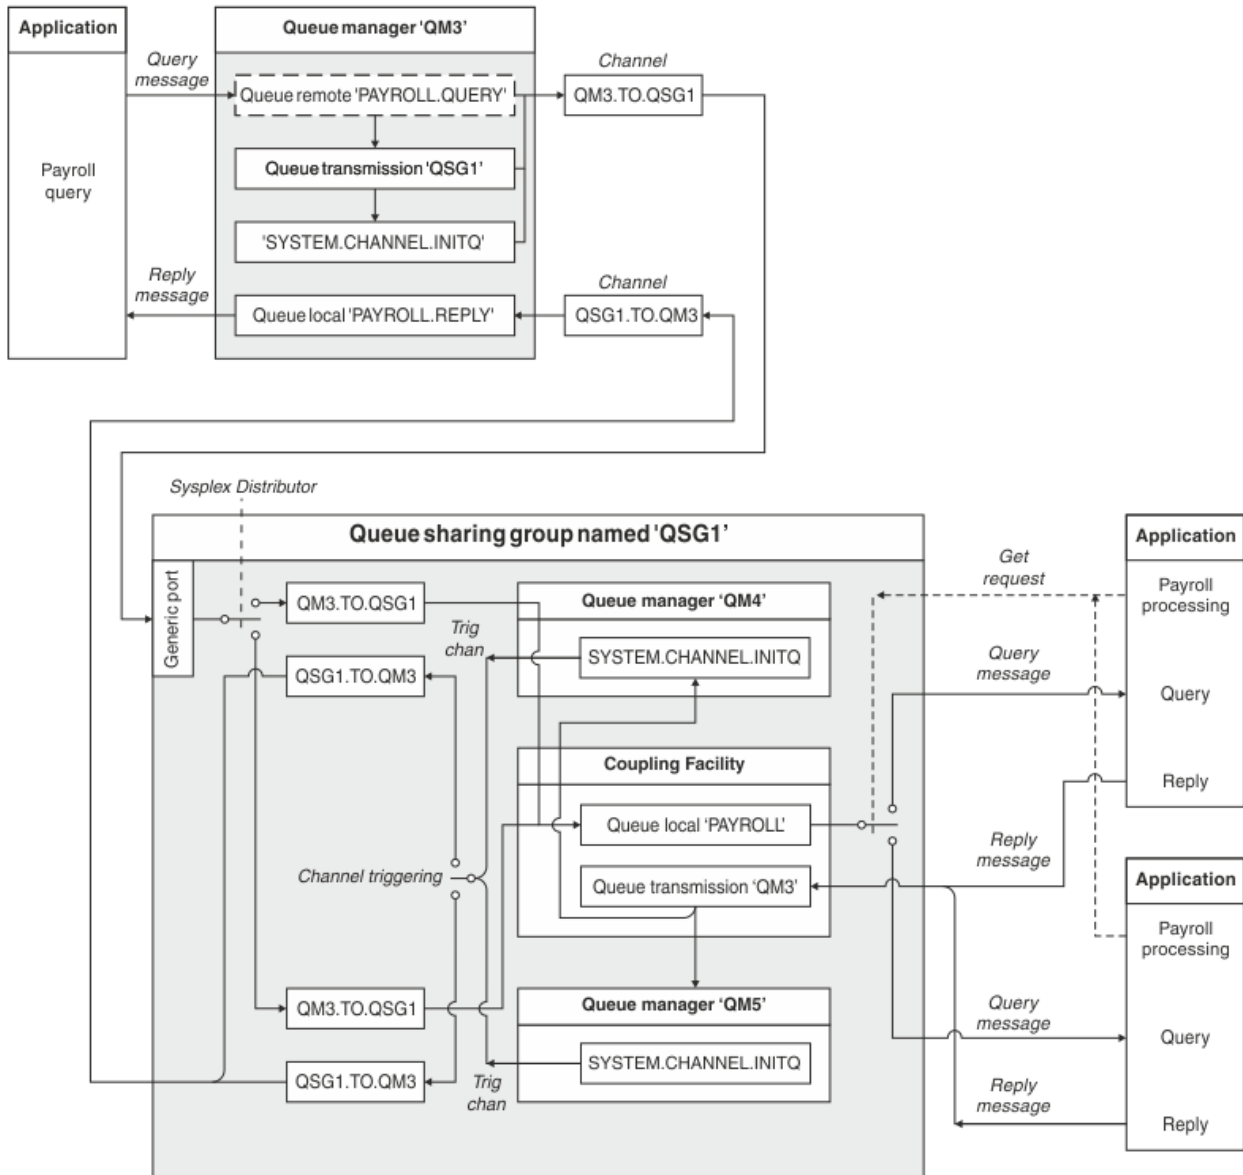 Application
Queue manager 'QM3'
Query
message
Channel
Queue remote 'PAYROLL.QUERY'
QM3.TO.QSG1
Payroll
query
Queue transmission 'QSG1'
'SYSTEM.CHANNEL.INITQ'
Reply
message
Channel
Queue local 'PAYROLL.REPLY'
QSG1.TO.QM3
Sysplex Distributor
Queue sharing group named 'QSG1'
Generic port
QM3.TO.QSG1
QSG1.TO.QM3
Trig
chan
Queue manager 'QM4'
SYSTEM.CHANNEL.INITQ
Coupling Facility
Queue local 'PAYROLL'
Queue transmission 'QM3'
Channel triggering
QM3.TO.QSG1
QSG1.TO.QM3
Trig
chan
Queue manager 'QM5'
SYSTEM.CHANNEL.INITQ
Get
request
Query
message
Reply
message
Application
Payroll
processing
Query
Reply
Query
message
Reply
message
Application
Payroll
processing
Query
Reply